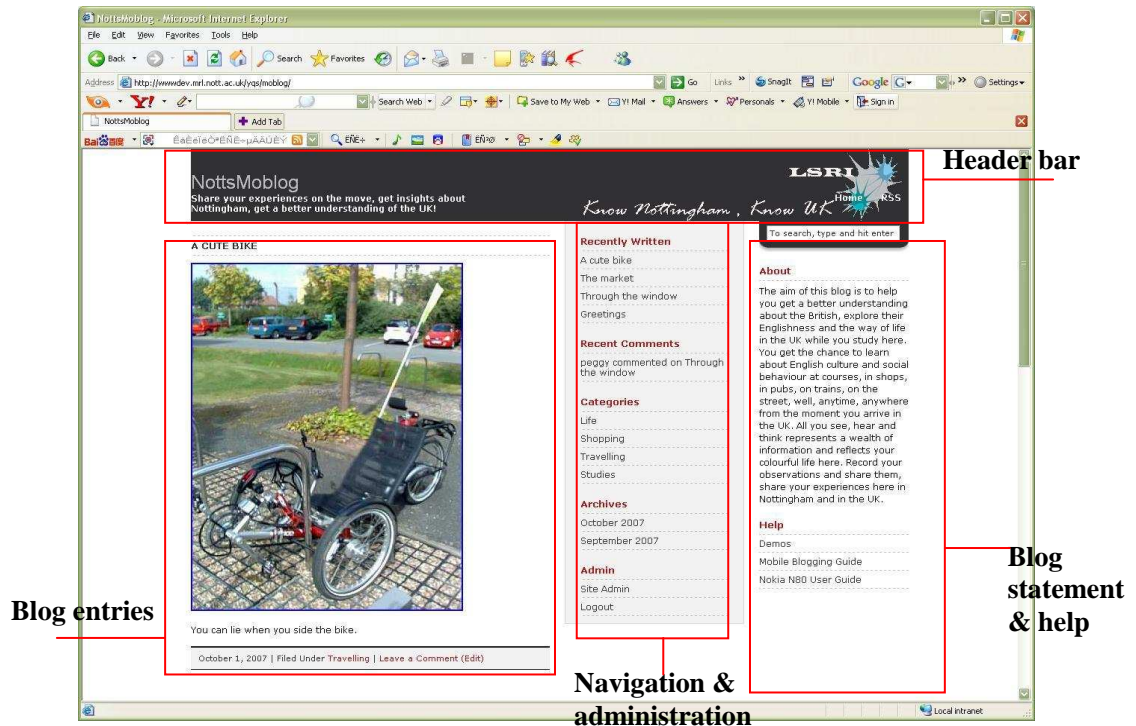 NottsMoblog - Microsoft Internet Explorer
File Edit View Favorites Tools Help
Back Search Favorites
Address http://wwwdev.mrl.nott.ac.uk/ygs/moblog/ Go Links SnagIt Google G Settings
Y! Search Web Save to My Web Y! Mail Answers Personals Y! Mobile Sign in
NottsMoblog Add Tab
Bai百度
Header bar
NottsMoblog
Share your experiences on the move, get insights about
Nottingham, get a better understanding of the UK!
LSRI
Home RSS
Know Nottingham , Know UK
To search, type and hit enter
A CUTE BIKE
You can lie when you side the bike.
October 1, 2007 | Filed Under Travelling | Leave a Comment (Edit)
Blog entries
Recently Written
A cute bike
The market
Through the window
Greetings
Recent Comments
peggy commented on Through
the window
Categories
Life
Shopping
Travelling
Studies
Archives
October 2007
September 2007
Admin
Site Admin
Logout
Navigation &
administration
About
The aim of this blog is to help
you get a better understanding
about the British, explore their
Englishness and the way of life
in the UK while you study here.
You get the chance to learn
about English culture and social
behaviour at courses, in shops,
in pubs, on trains, on the
street, well, anytime, anywhere
from the moment you arrive in
the UK. All you see, hear and
think represents a wealth of
information and reflects your
colourful life here. Record your
observations and share them,
share your experiences here in
Nottingham and in the UK.
Help
Demos
Mobile Blogging Guide
Nokia N80 User Guide
Blog
statement
& help
Local intranet